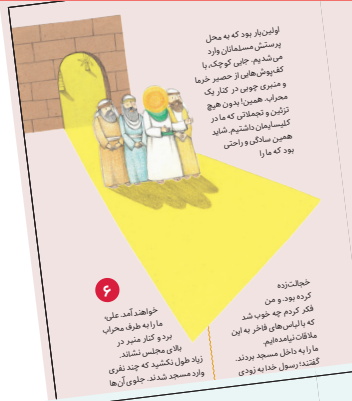 اولین‌بار بود که به محل
پرستش مسلمانان وارد
می‌شدیم. جایی کوچک، با
کف‌پوش‌هایی از حصیر خرما
و منبری چوبی در کنار یک
محراب. همین! بدون هیچ
تزئین و تجملاتی که ما در
کلیسایمان داشتیم. شاید
همین سادگی و راحتی
بود که ما را
خجالت‌زده
کرده بود. و من
فکر کردم چه خوب شد
که با لباس‌های فاخر به این
ملاقات نیامده‌ایم.
ما را به داخل مسجد بردند.
گفتند: رسول خدا به زودی
۶
خواهند آمد. علی،
ما را به طرف محراب
برد و کنار منبر در
بالای مجلس نشاند.
زیاد طول نکشید که چند نفری
وارد مسجد شدند. جلوی آن‌ها